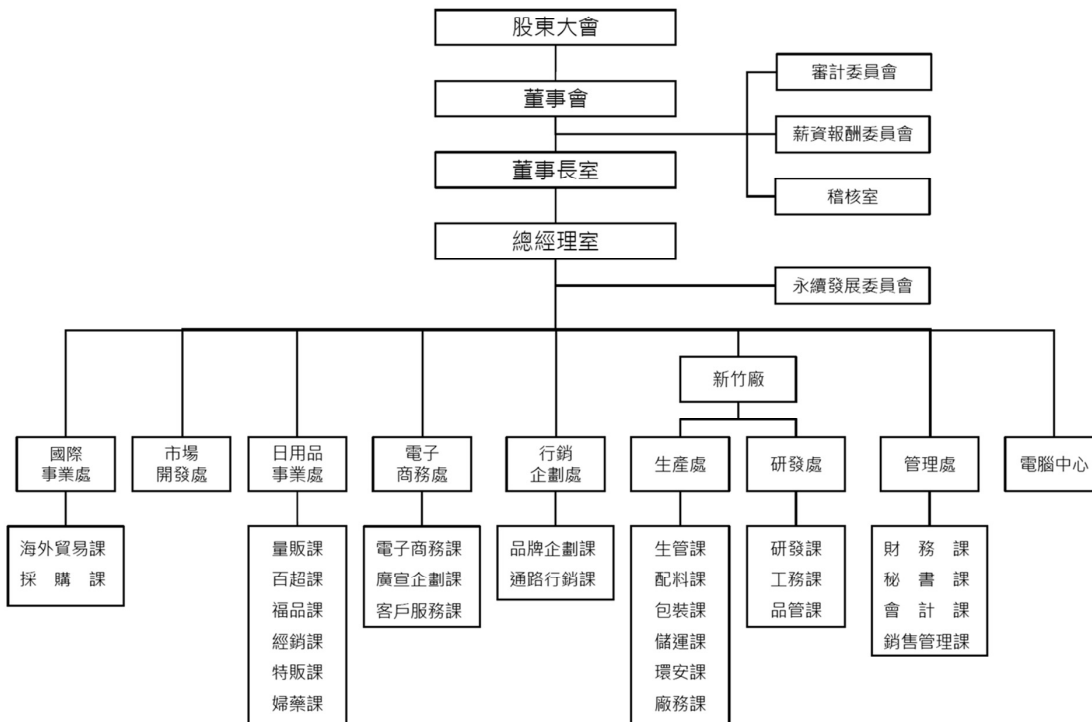 股東大會
董事會
審計委員會
薪資報酬委員會
董事長室
稽核室
總經理室
永續發展委員會
新竹廠
國際
事業處
市場
開發處
日用品
事業處
電子
商務處
行銷
企劃處
生產處
研發處
管理處
電腦中心
海外貿易課
採購課
量販課
百超課
福品課
經銷課
特販課
婦藥課
電子商務課
廣宣企劃課
客戶服務課
品牌企劃課
通路行銷課
生管課
配料課
包裝課
儲運課
環安課
廠務課
研發課
工務課
品管課
財務課
秘書課
會計課
銷售管理課